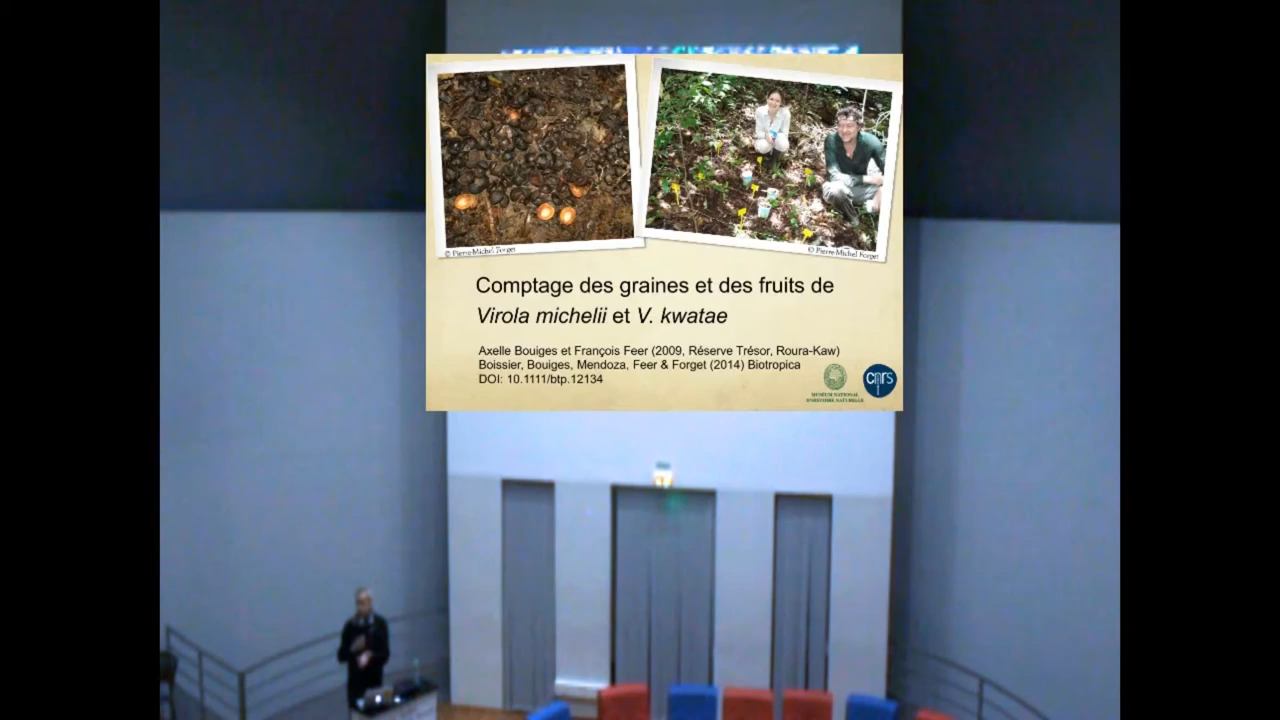 © Pierre-Michel Forget
© Pierre-Michel Forget
Comptage des graines et des fruits de
Virola michelii et V. kwatae
Axelle Bouiges et François Feer (2009, Réserve Trésor, Roura-Kaw)
Boissier, Bouiges, Mendoza, Feer & Forget (2014) Biotropica
DOI: 10.1111/btp.12134
MUSÉUM NATIONAL
D'HISTOIRE NATURELLE
cnrs